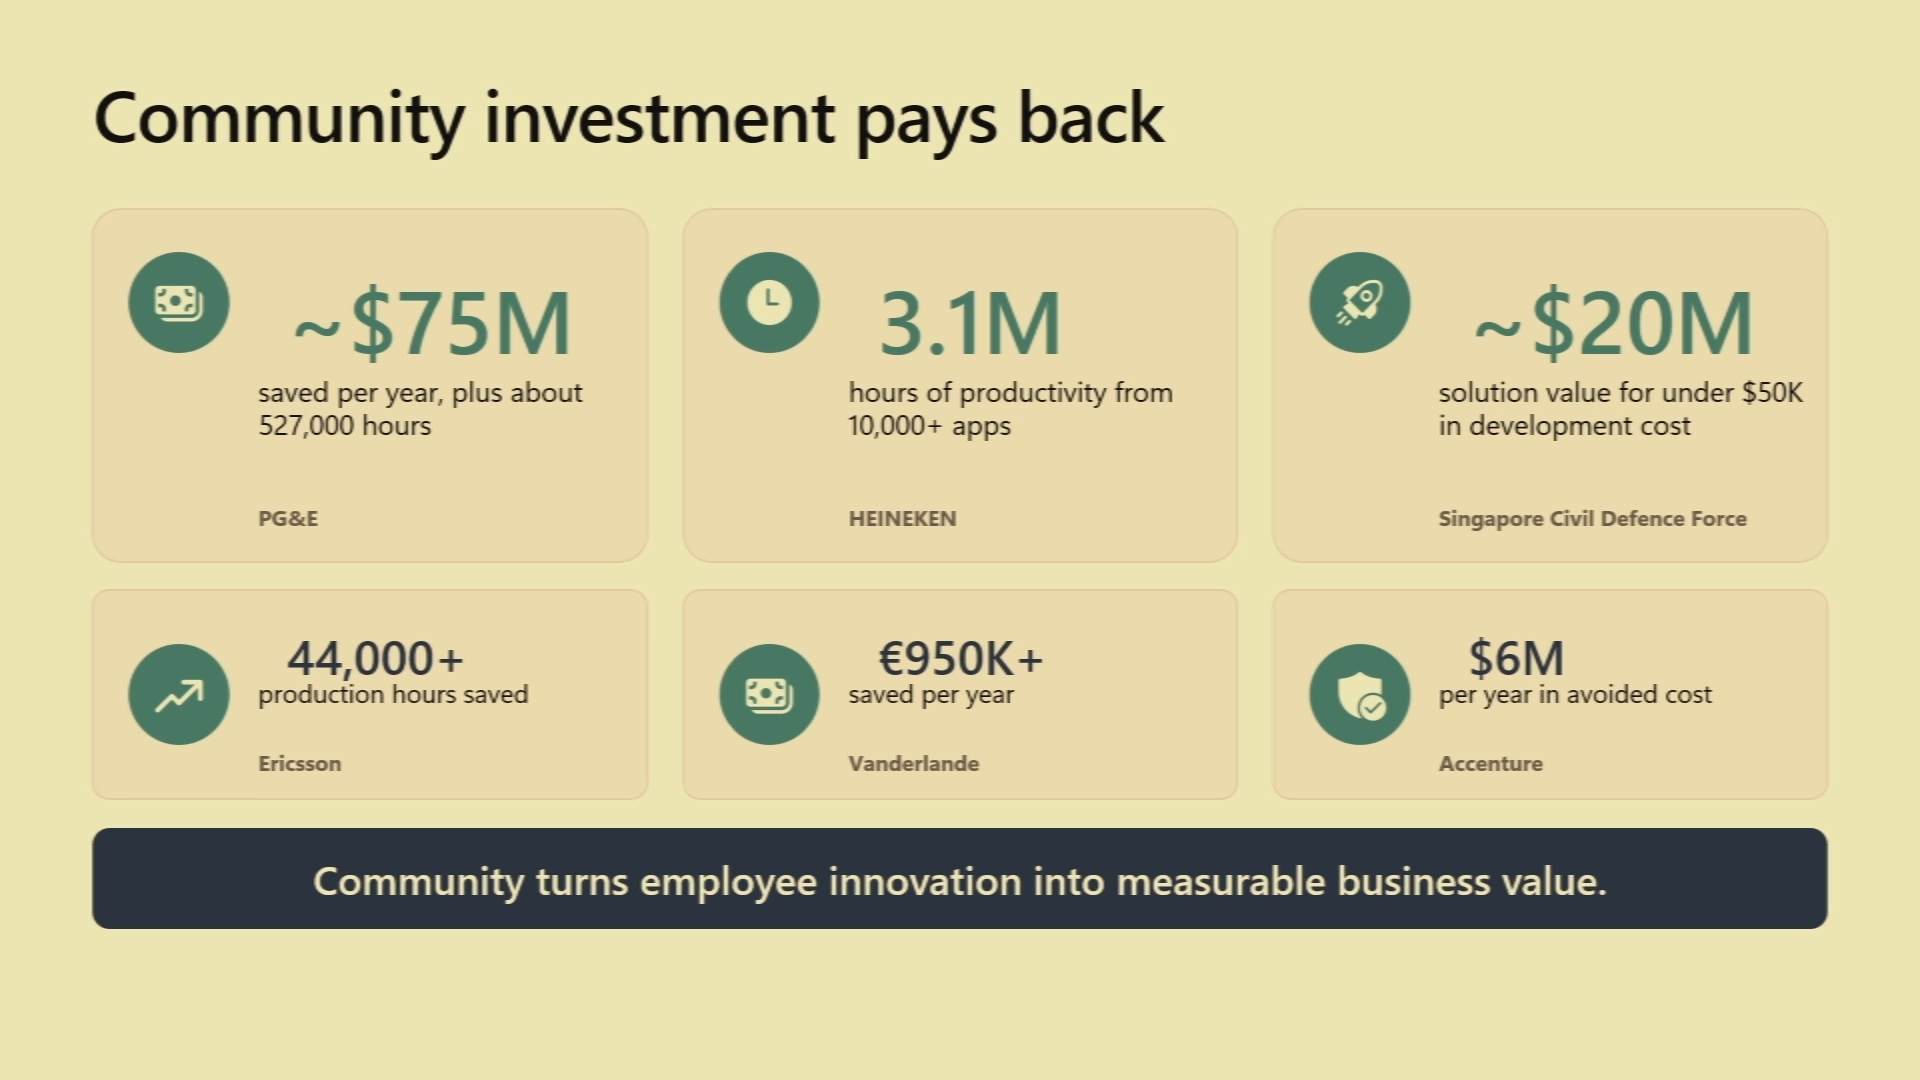 Community investment pays back
~$75M
saved per year, plus about
527,000 hours
PG&E
3.1M
hours of productivity from
10,000+ apps
HEINEKEN
~$20M
solution value for under $50K
in development cost
Singapore Civil Defence Force
44,000+
production hours saved
Ericsson
€950K+
saved per year
Vanderlande
$6M
per year in avoided cost
Accenture
Community turns employee innovation into measurable business value.